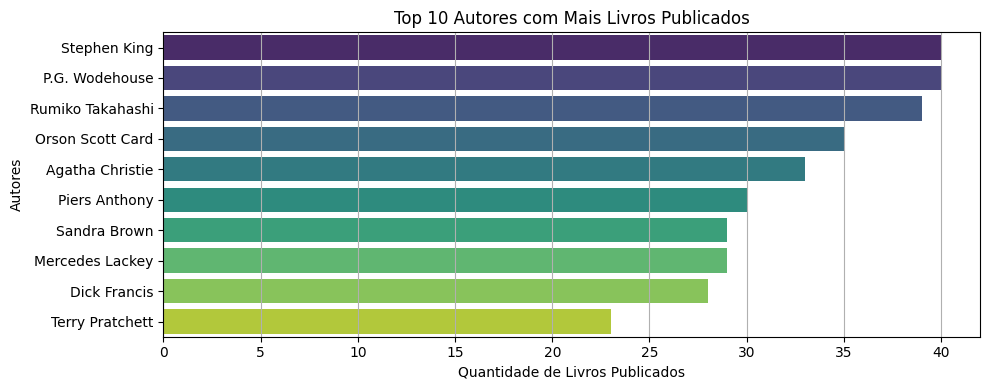 Top 10 Autores com Mais Livros Publicados
Autores
Stephen King
P.G. Wodehouse
Rumiko Takahashi
Orson Scott Card
Agatha Christie
Piers Anthony
Sandra Brown
Mercedes Lackey
Dick Francis
Terry Pratchett
0 5 10 15 20 25 30 35 40
Quantidade de Livros Publicados